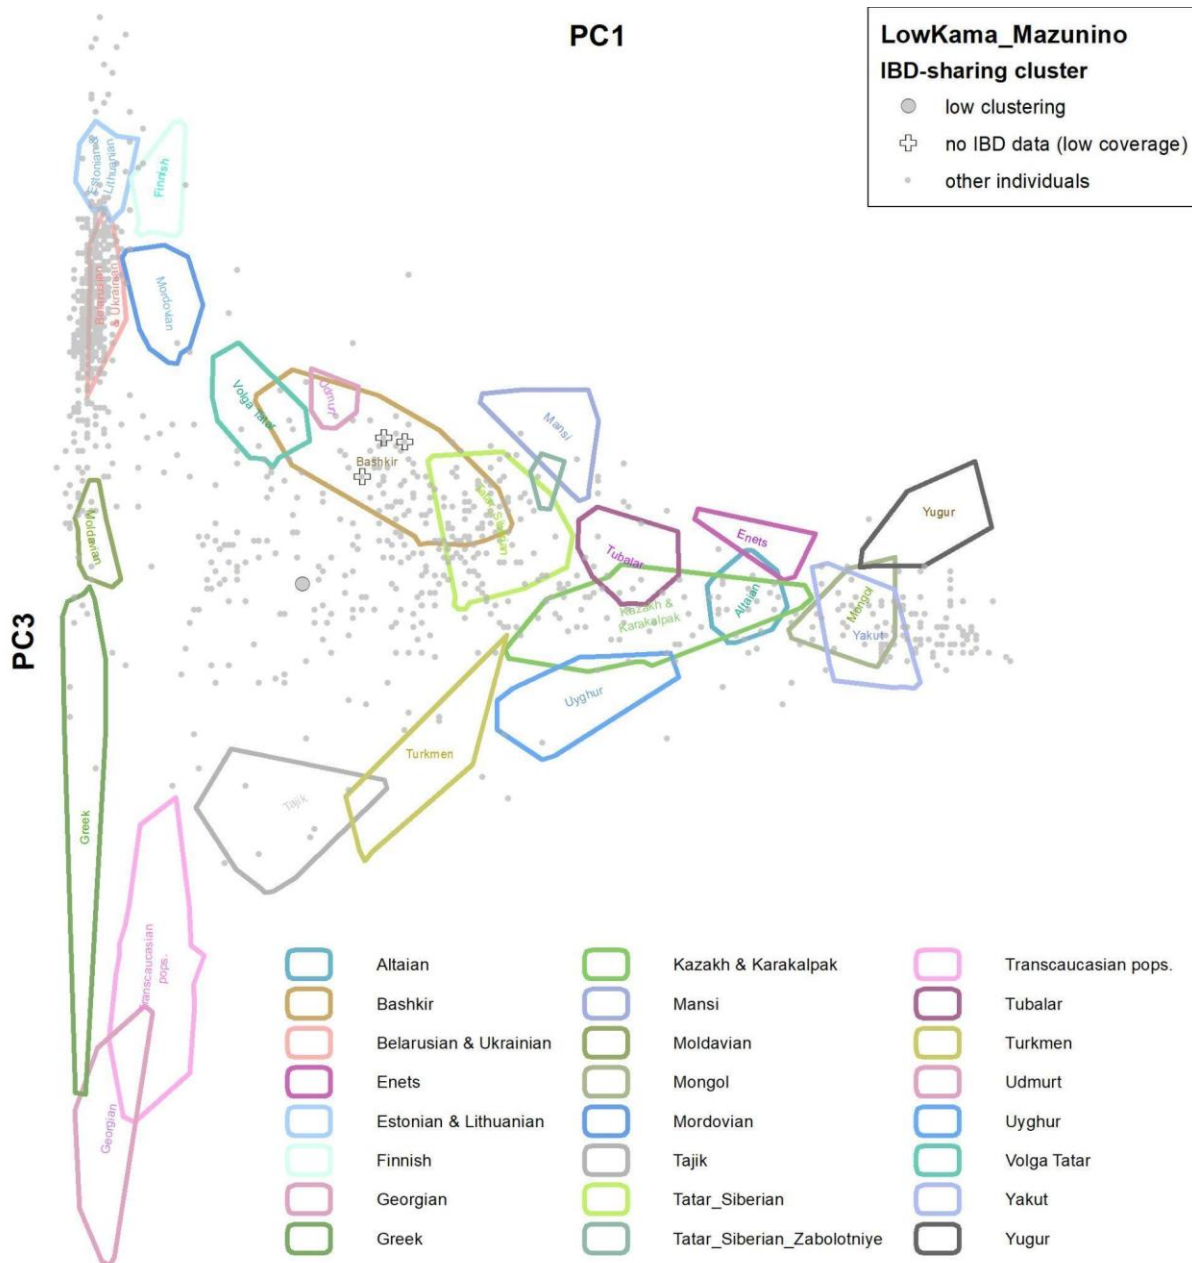 PC1
LowKama_Mazunino
IBD-sharing cluster
low clustering
no IBD data (low coverage)
other individuals
Estonian &
Lithuanian
Finnish
Belarusian
& Ukrainian
Mordovian
Volga Tatar
Udmurt
Bashkir
Mansi
Tatar_Siberian
Moldavian
Tubalar
Enets
Yugur
Kazakh &
Karakalpak
Altaian
Mongol
Yakut
PC3
Uyghur
Turkmen
Tajik
Greek
Transcaucasian
pops.
Georgian
Altaian
Bashkir
Belarusian & Ukrainian
Enets
Estonian & Lithuanian
Finnish
Georgian
Greek
Kazakh & Karakalpak
Mansi
Moldavian
Mongol
Mordovian
Tajik
Tatar_Siberian
Tatar_Siberian_Zabolotniye
Transcaucasian pops.
Tubalar
Turkmen
Udmurt
Uyghur
Volga Tatar
Yakut
Yugur